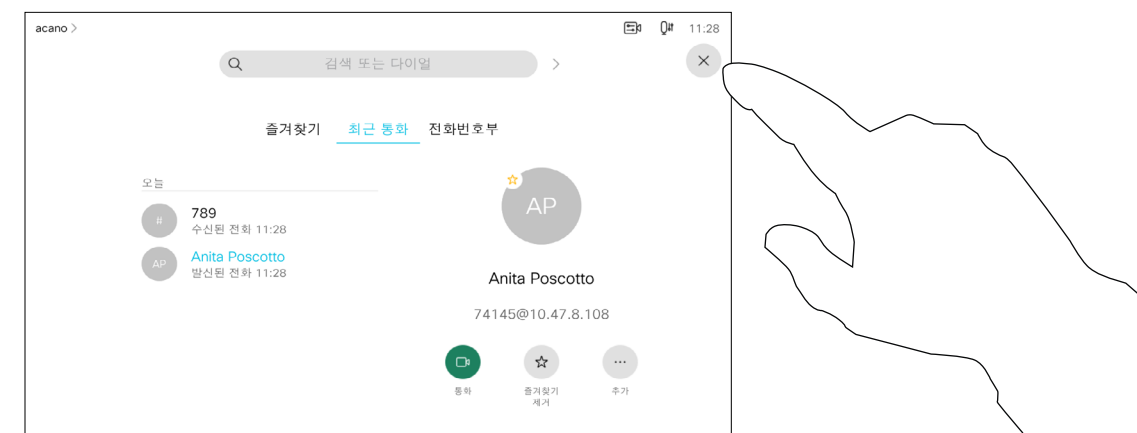 acano >
11:28
검색 또는 다이얼
즐겨찾기 최근 통화 전화번호부
오늘
#
789
수신된 전화 11:28
AP
Anita Poscotto
발신된 전화 11:28
AP
Anita Poscotto
74145@10.47.8.108
통화
즐겨찾기
제거
추가